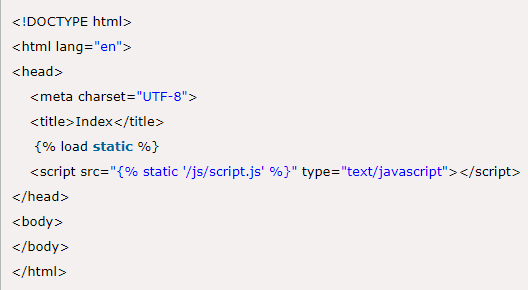 <!DOCTYPE html>
<html lang="en">
<head>
    <meta charset="UTF-8">
    <title>Index</title>
     {% load static %}
    <script src="{% static '/js/script.js' %}" type="text/javascript"></script>
</head>
<body>
</body>
</html>